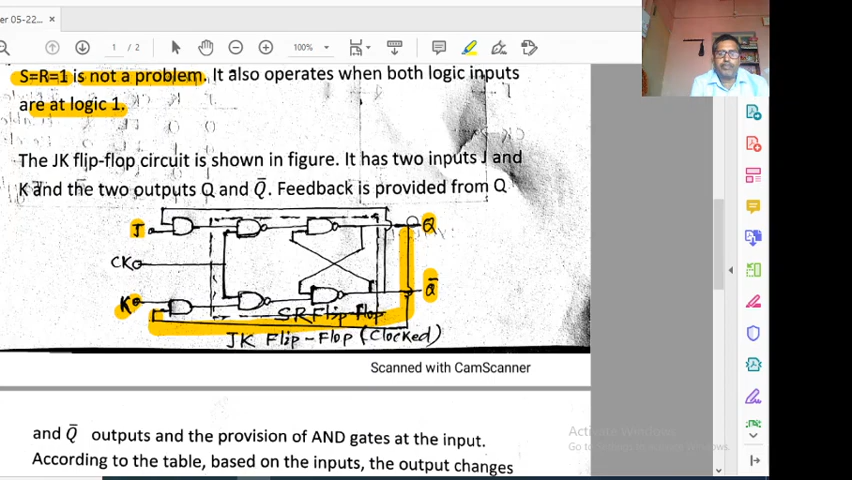 er 05-22... ×
1 / 2
100%
S=R=1 is not a problem. It also operates when both logic inputs
are at logic 1.
The JK flip-flop circuit is shown in figure. It has two inputs J and
K and the two outputs Q and Q̄. Feedback is provided from Q
J
Q
CK
K
Q̄
SR Flip-flop
JK Flip-Flop (Clocked)
Scanned with CamScanner
and Q̄ outputs and the provision of AND gates at the input.
According to the table, based on the inputs, the output changes
Activate Windows